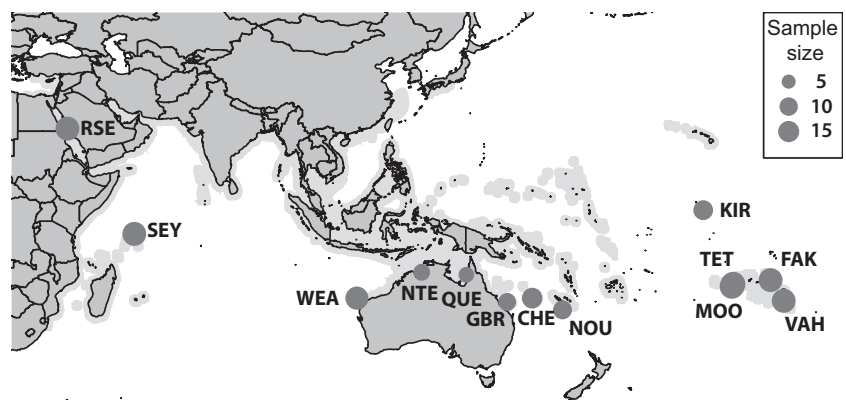 Sample
size
5
10
15
RSE
KIR
SEY
TET FAK
WEA NTE QUE
GBR CHE
MOO
NOU VAH